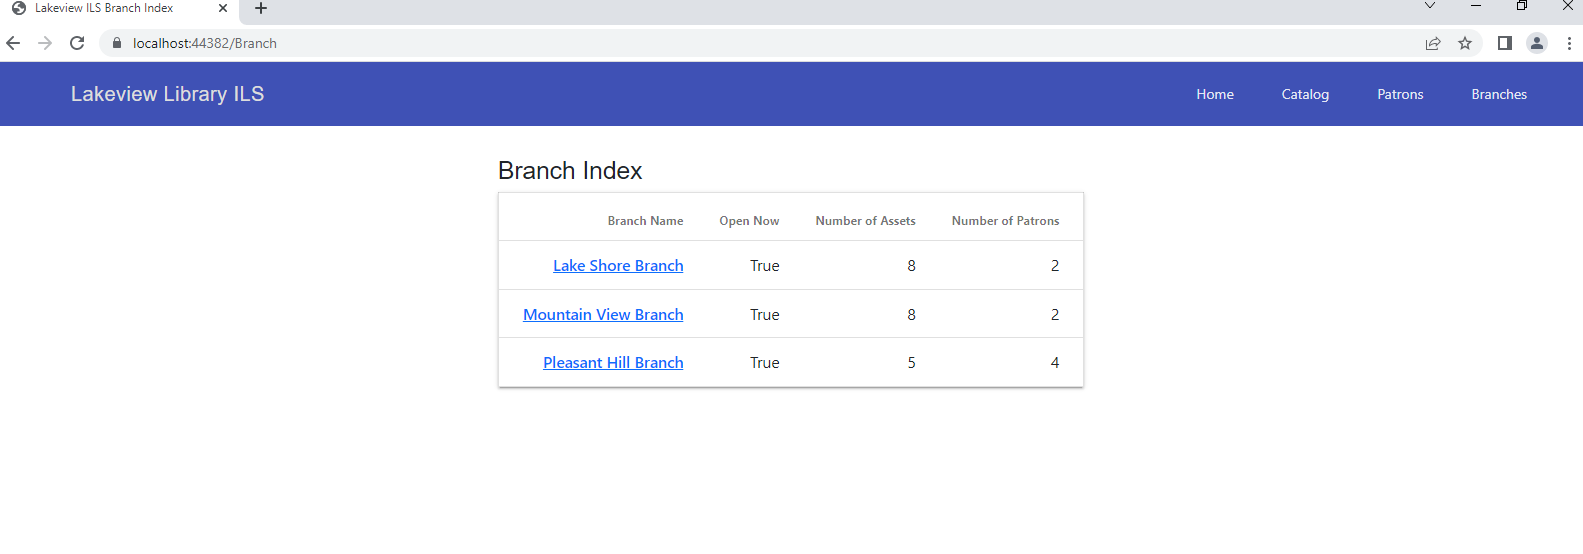 Lakeview ILS Branch Index
localhost:44382/Branch
Lakeview Library ILS Home Catalog Patrons Branches
Branch Index
Branch Name Open Now Number of Assets Number of Patrons
Lake Shore Branch True 8 2
Mountain View Branch True 8 2
Pleasant Hill Branch True 5 4